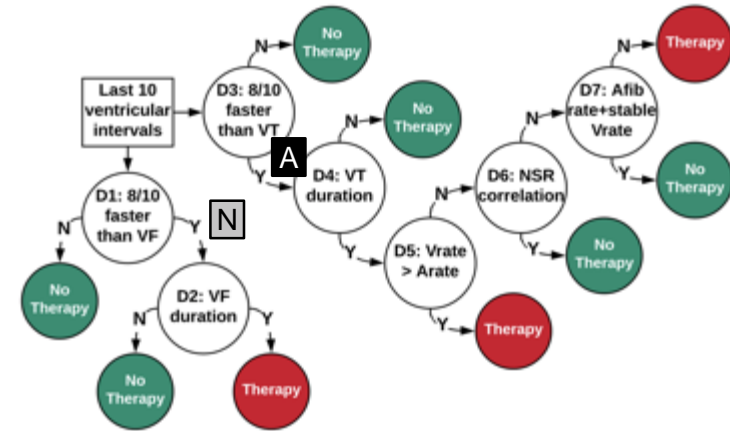 Last 10
ventricular
intervals
D1: 8/10
faster
than VF
N
Y
N
No
Therapy
D2: VF
duration
N
Y
No
Therapy
Therapy
D3: 8/10
faster
than VT
N
No
Therapy
Y
A
D4: VT
duration
N
No
Therapy
Y
D5: Vrate
> Arate
N
Y
Therapy
D6: NSR
correlation
N
Y
No
Therapy
D7: Afib
rate+stable
Vrate
N
Therapy
Y
No
Therapy